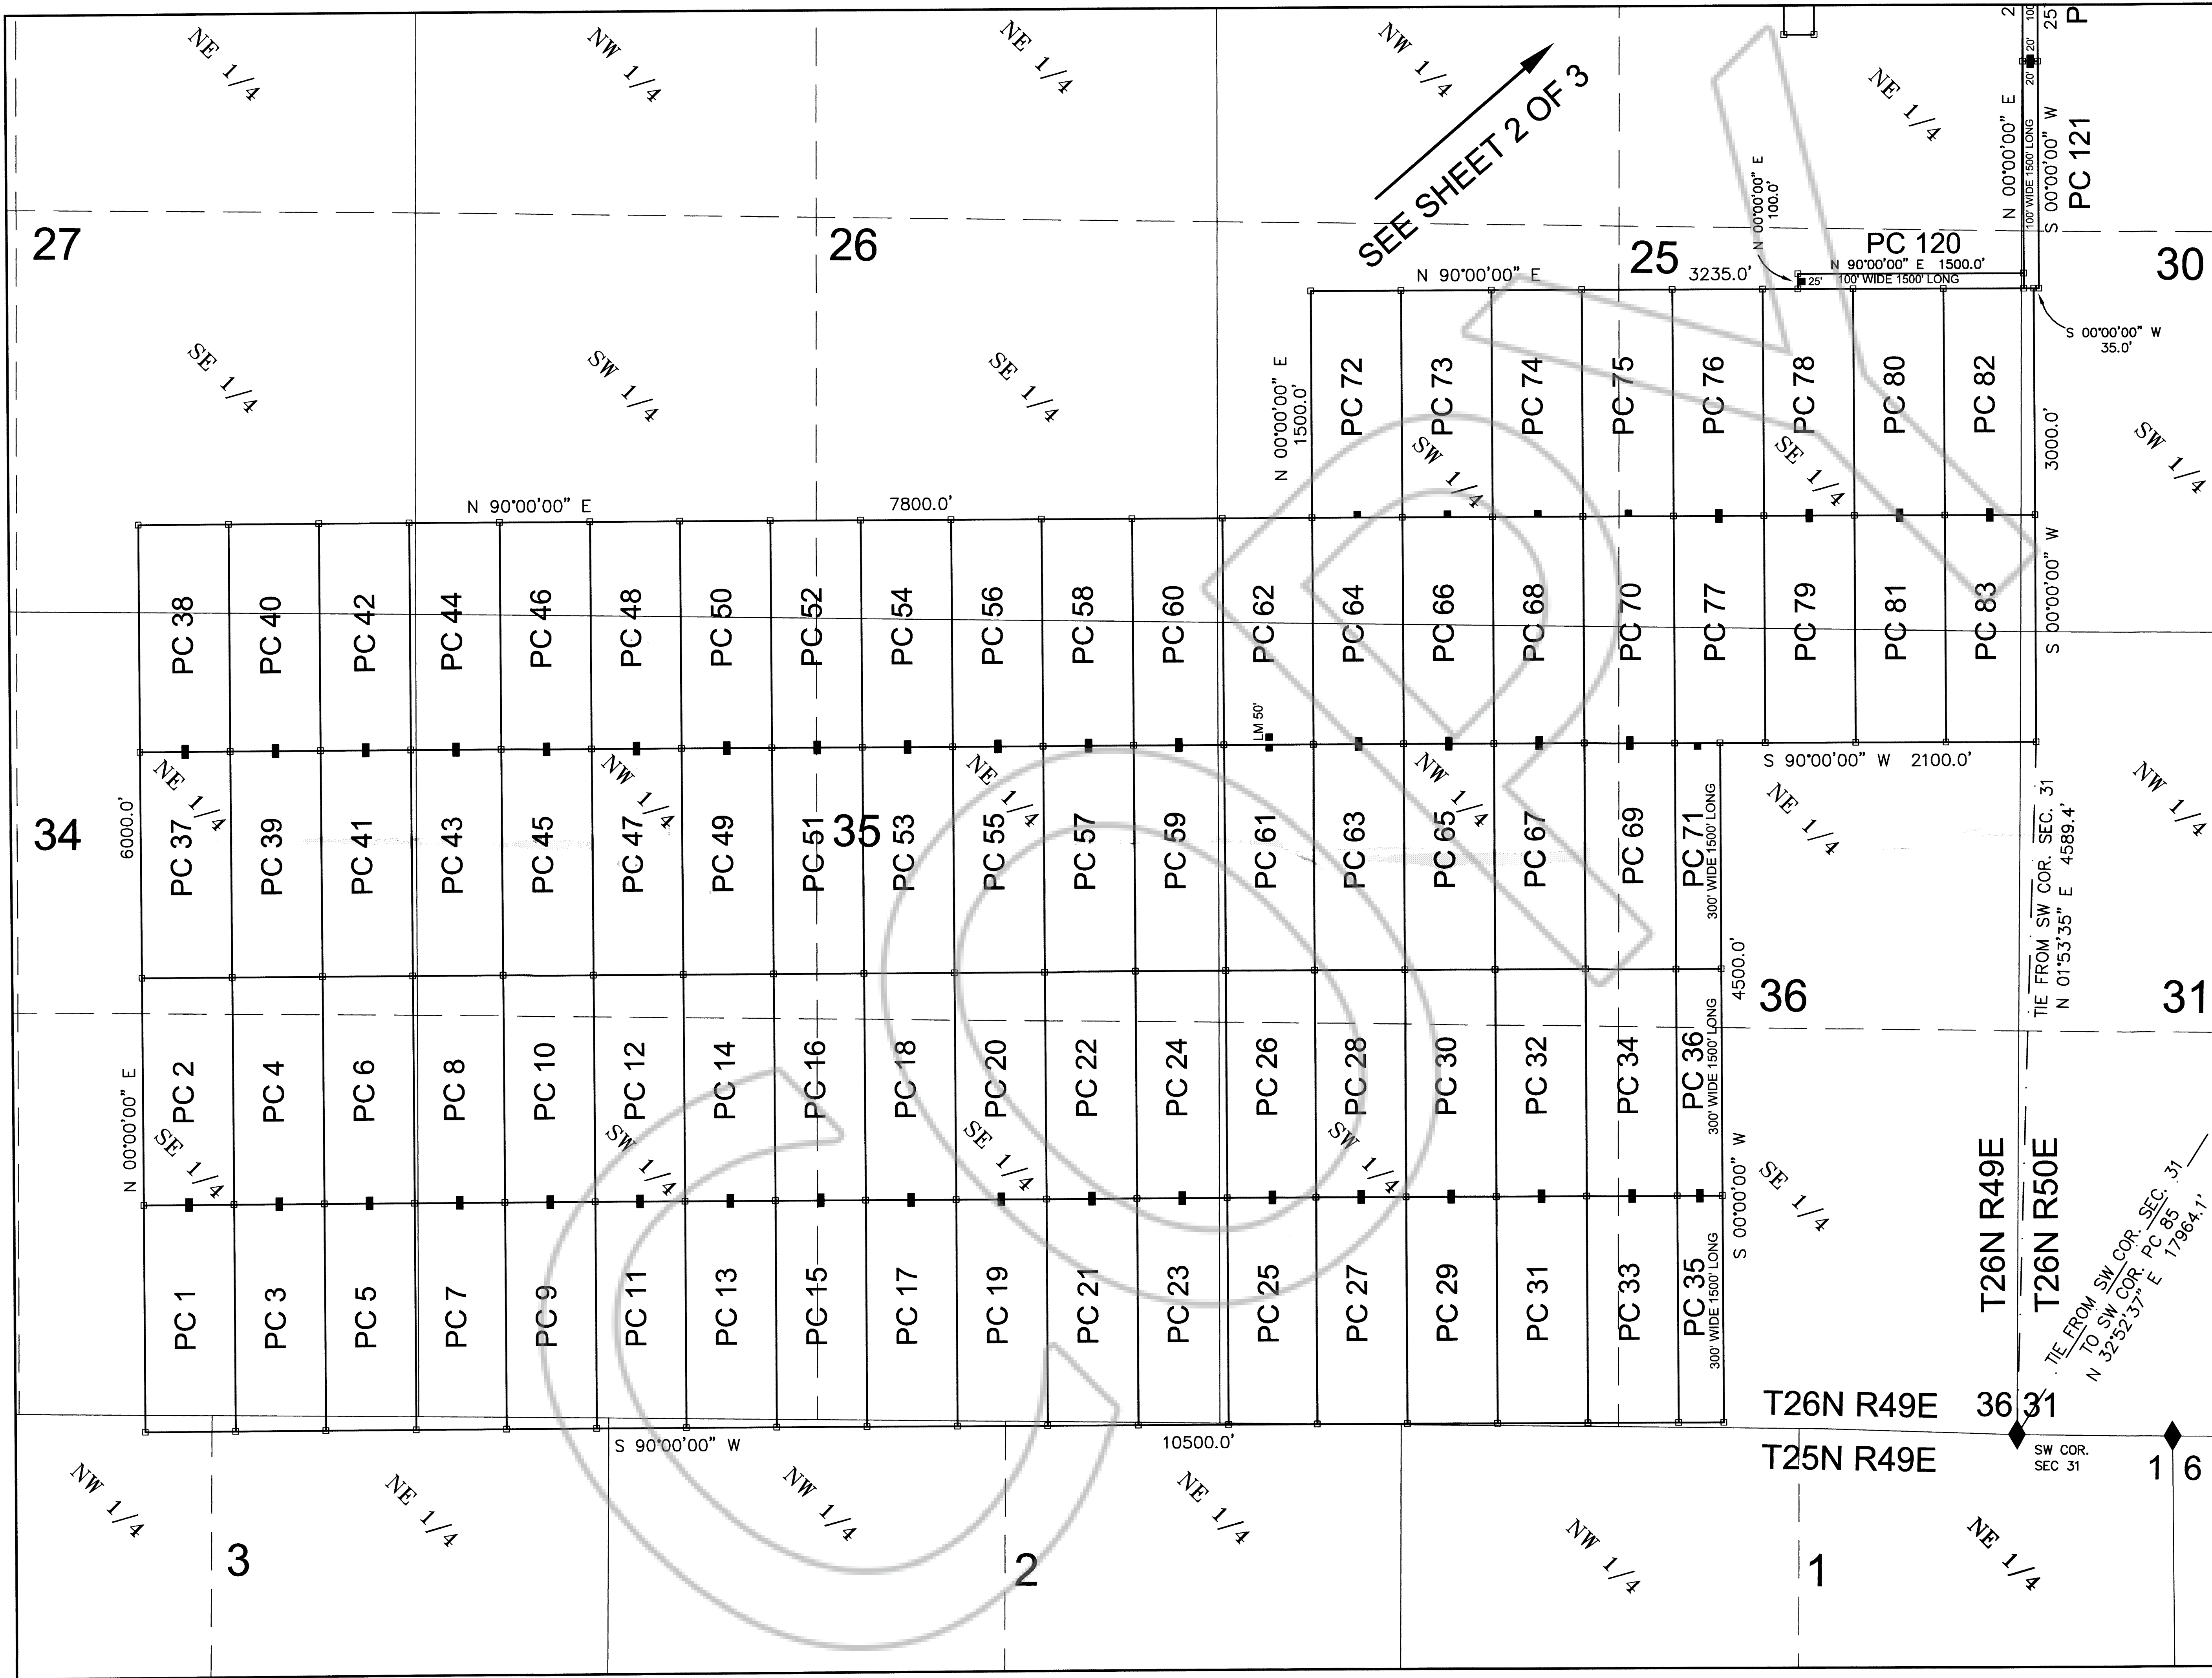 NE 1/4
NW 1/4
NE 1/4
NW 1/4
NE 1/4
SEE SHEET 2 OF 3
2
100'
25'
P
20'
20'
N 00°00'00" E
100' WIDE 1500' LONG
S 00°00'00" W
PC 121
27
26
25
30
N 00°00'00" E
100.0'
PC 120
N 90°00'00" E 1500.0'
100' WIDE 1500' LONG
25'
N 90°00'00" E
3235.0'
S 00°00'00" W
35.0'
SE 1/4
SW 1/4
SE 1/4
SW 1/4
SE 1/4
SW 1/4
N 00°00'00" E
1500.0'
PC 72
PC 73
PC 74
PC 75
PC 76
PC 78
PC 80
PC 82
3000.0'
S 00°00'00" W
N 90°00'00" E
7800.0'
PC 38
PC 40
PC 42
PC 44
PC 46
PC 48
PC 50
PC 52
PC 54
PC 56
PC 58
PC 60
PC 62
PC 64
PC 66
PC 68
PC 70
PC 77
PC 79
PC 81
PC 83
LM 50'
S 90°00'00" W 2100.0'
NE 1/4
NW 1/4
NE 1/4
NW 1/4
NE 1/4
NW 1/4
34
35
36
31
6000.0'
N 00°00'00" E
PC 37
PC 39
PC 41
PC 43
PC 45
PC 47
PC 49
PC 51
PC 53
PC 55
PC 57
PC 59
PC 61
PC 63
PC 65
PC 67
PC 69
PC 71
300' WIDE 1500' LONG
4500.0'
S 00°00'00" W
TIE FROM SW COR. SEC. 31
N 01°53'35" E 4589.4'
PC 2
PC 4
PC 6
PC 8
PC 10
PC 12
PC 14
PC 16
PC 18
PC 20
PC 22
PC 24
PC 26
PC 28
PC 30
PC 32
PC 34
PC 36
300' WIDE 1500' LONG
SE 1/4
SW 1/4
SE 1/4
SW 1/4
SE 1/4
PC 1
PC 3
PC 5
PC 7
PC 9
PC 11
PC 13
PC 15
PC 17
PC 19
PC 21
PC 23
PC 25
PC 27
PC 29
PC 31
PC 33
PC 35
300' WIDE 1500' LONG
T26N R49E
T26N R50E
TIE FROM SW COR. SEC. 31
TO SW COR. PC 85
N 32°52'37" E 17964.1'
S 90°00'00" W
10500.0'
T26N R49E
36 31
T25N R49E
SW COR.
SEC 31
1 6
NW 1/4
NE 1/4
NW 1/4
NE 1/4
NW 1/4
NE 1/4
3
2
1
COPY